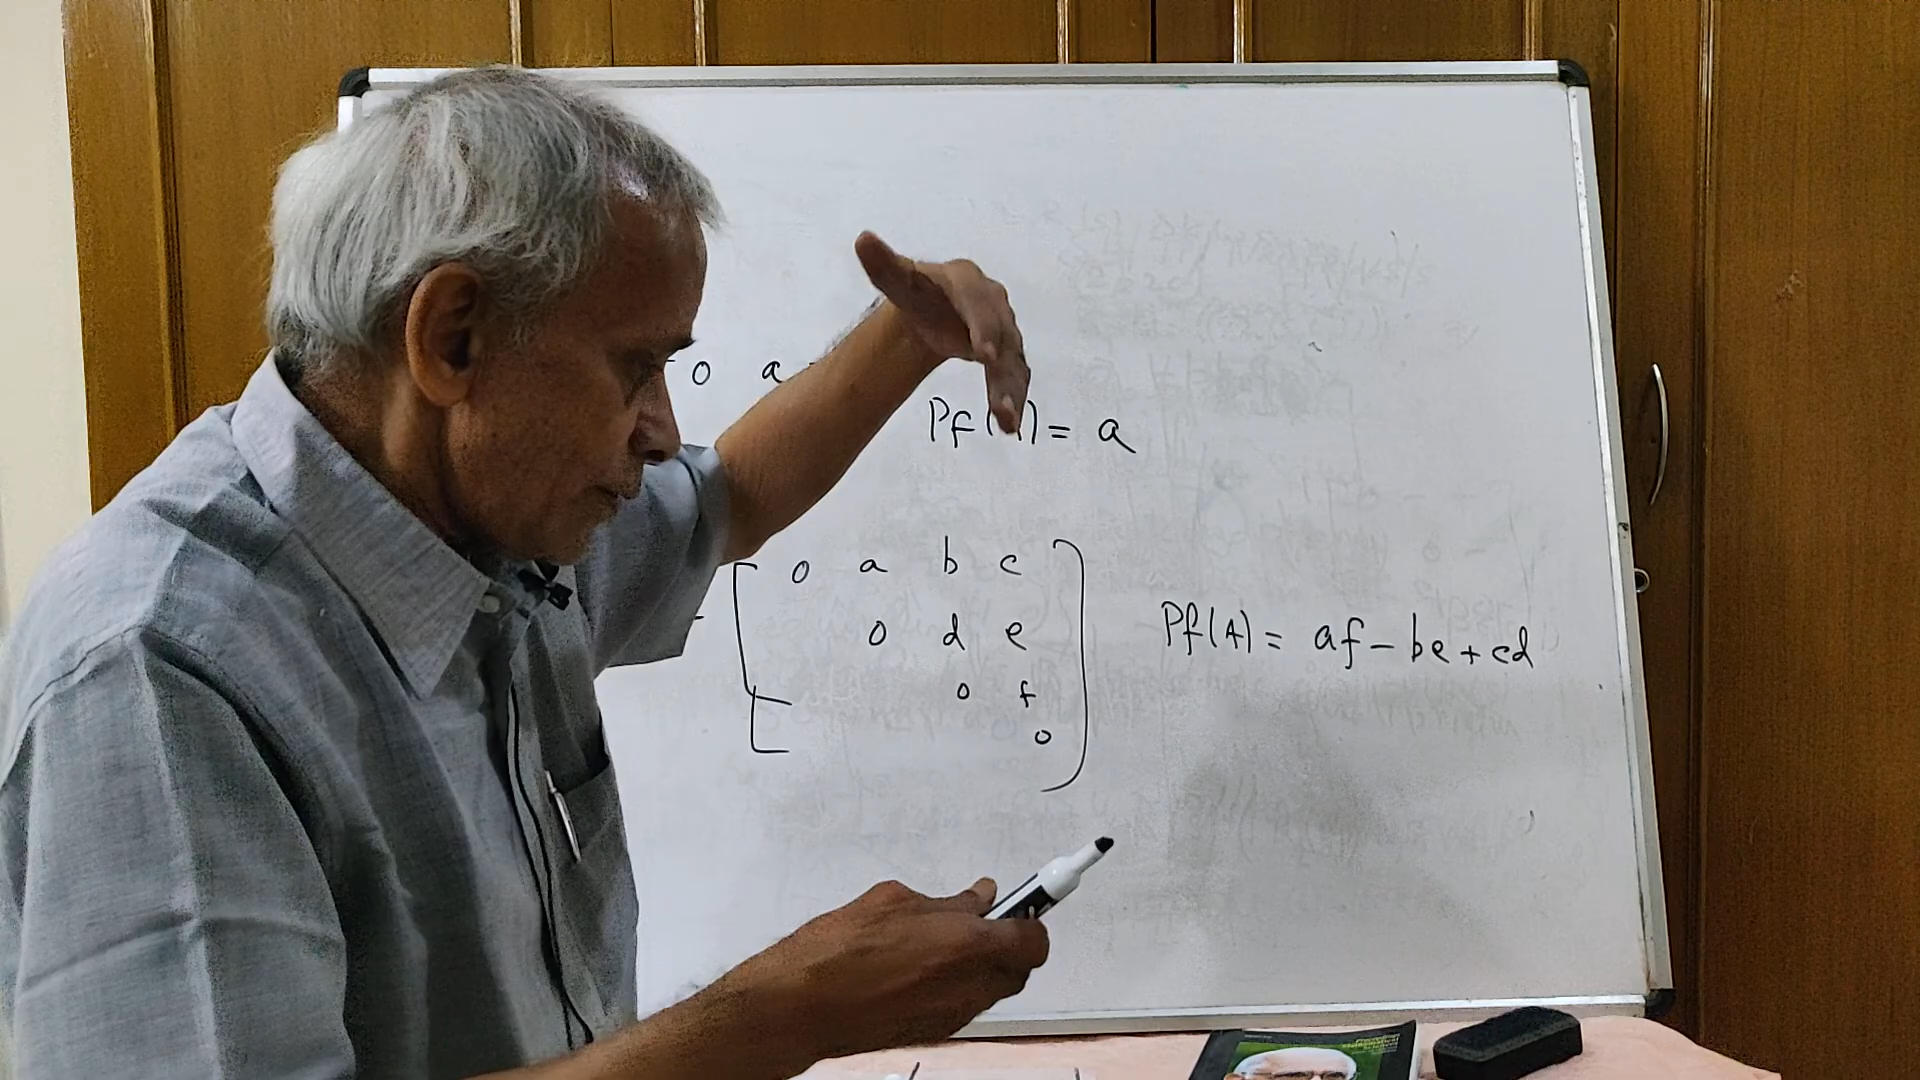 0 a
Pf(A) = a
0 a b c
0 d e
Pf(A) = af - be + cd
0 f
0